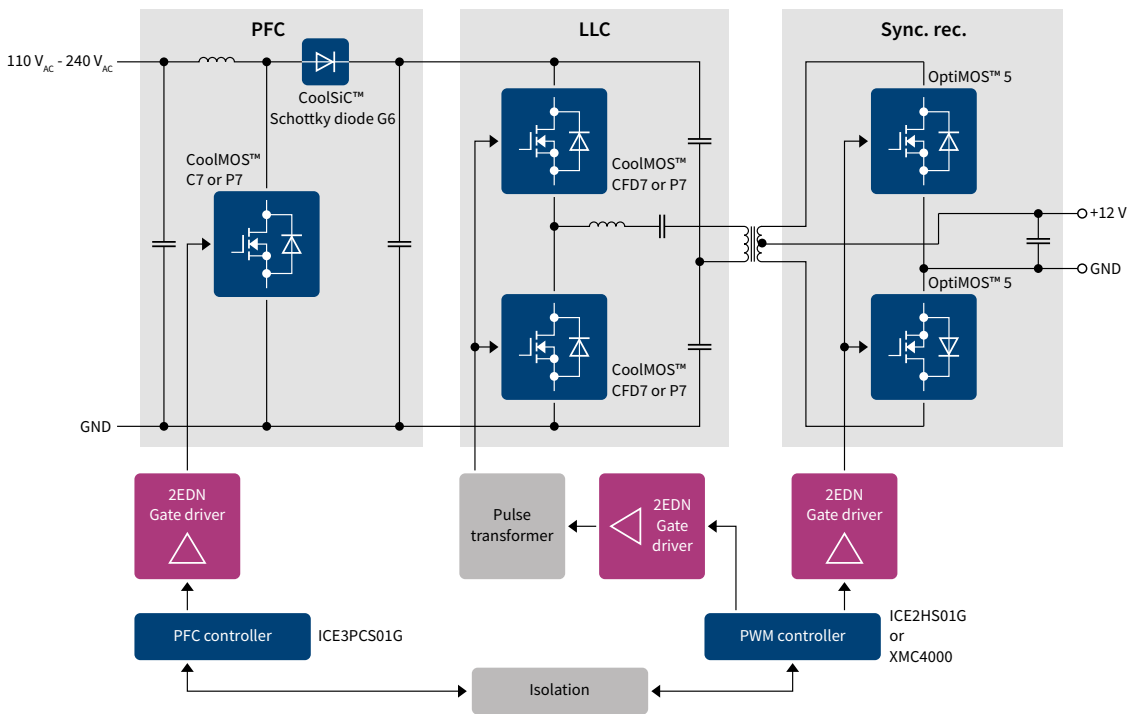 PFC
LLC
Sync. rec.
110 V_AC - 240 V_AC
CoolSiC™
Schottky diode G6
CoolMOS™
C7 or P7
CoolMOS™
CFD7 or P7
CoolMOS™
CFD7 or P7
OptiMOS™ 5
+12 V
GND
OptiMOS™ 5
GND
2EDN
Gate driver
Pulse
transformer
2EDN
Gate
driver
2EDN
Gate driver
PFC controller
ICE3PCS01G
PWM controller
ICE2HS01G
or
XMC4000
Isolation